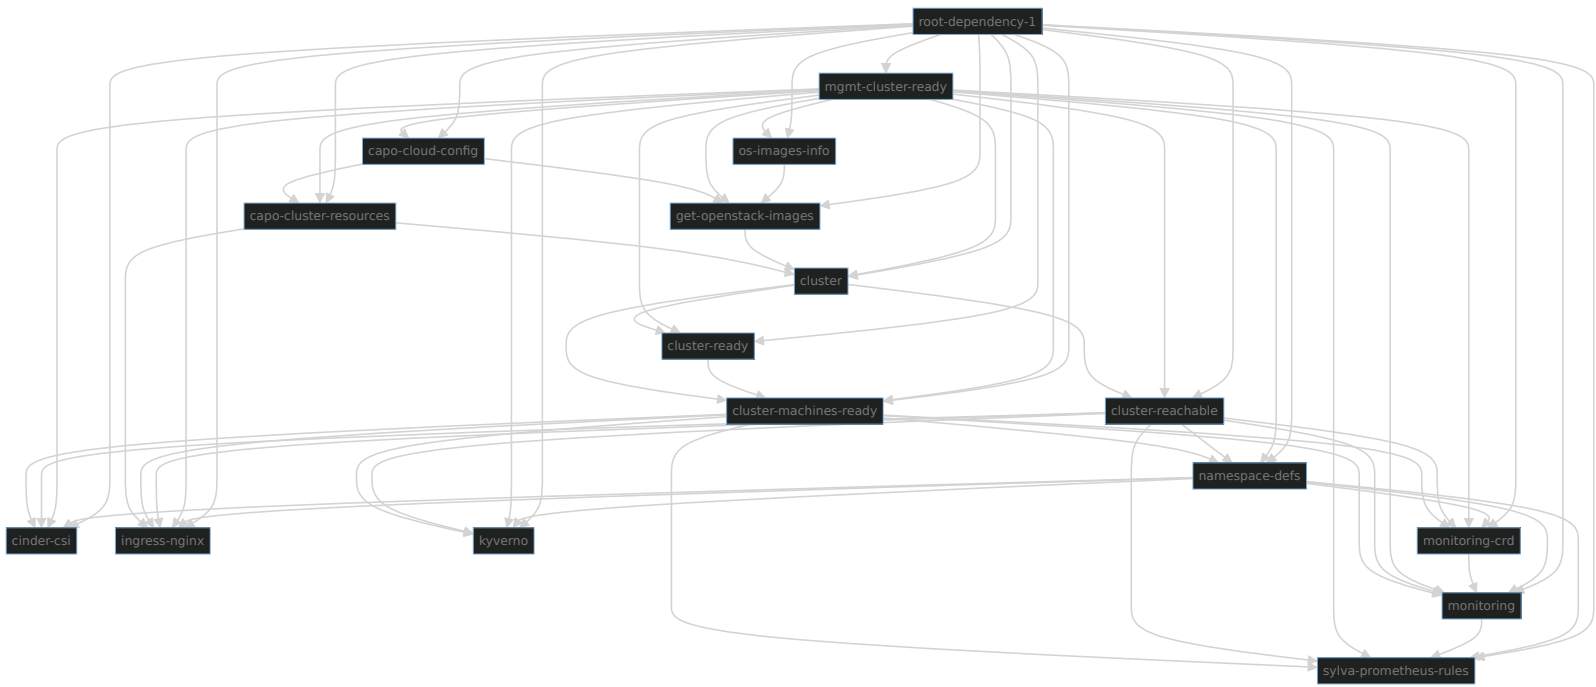 root-dependency-1
mgmt-cluster-ready
capo-cloud-config
os-images-info
capo-cluster-resources
get-openstack-images
cluster
cluster-ready
cluster-machines-ready
cluster-reachable
namespace-defs
cinder-csi
ingress-nginx
kyverno
monitoring-crd
monitoring
sylva-prometheus-rules